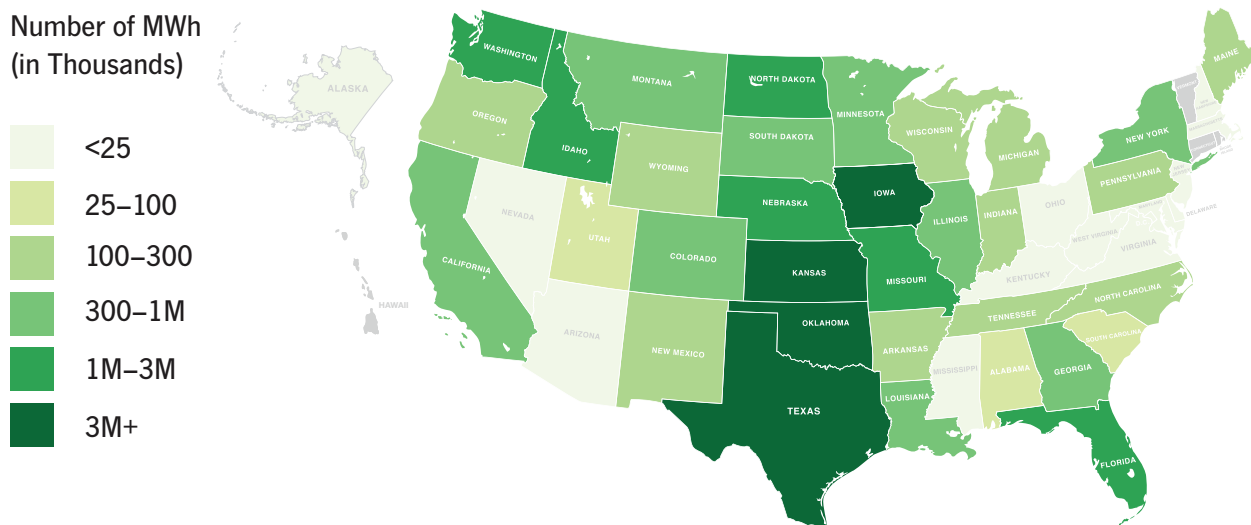 Number of MWh
(in Thousands)
<25
25–100
100–300
300–1M
1M–3M
3M+
ALASKA
HAWAII
WASHINGTON
OREGON
CALIFORNIA
NEVADA
IDAHO
MONTANA
WYOMING
UTAH
ARIZONA
COLORADO
NEW MEXICO
NORTH DAKOTA
SOUTH DAKOTA
NEBRASKA
KANSAS
OKLAHOMA
TEXAS
MINNESOTA
IOWA
MISSOURI
ARKANSAS
LOUISIANA
WISCONSIN
ILLINOIS
MICHIGAN
INDIANA
OHIO
KENTUCKY
TENNESSEE
MISSISSIPPI
ALABAMA
GEORGIA
FLORIDA
SOUTH CAROLINA
NORTH CAROLINA
VIRGINIA
WEST VIRGINIA
MARYLAND
DELAWARE
PENNSYLVANIA
NEW YORK
MAINE